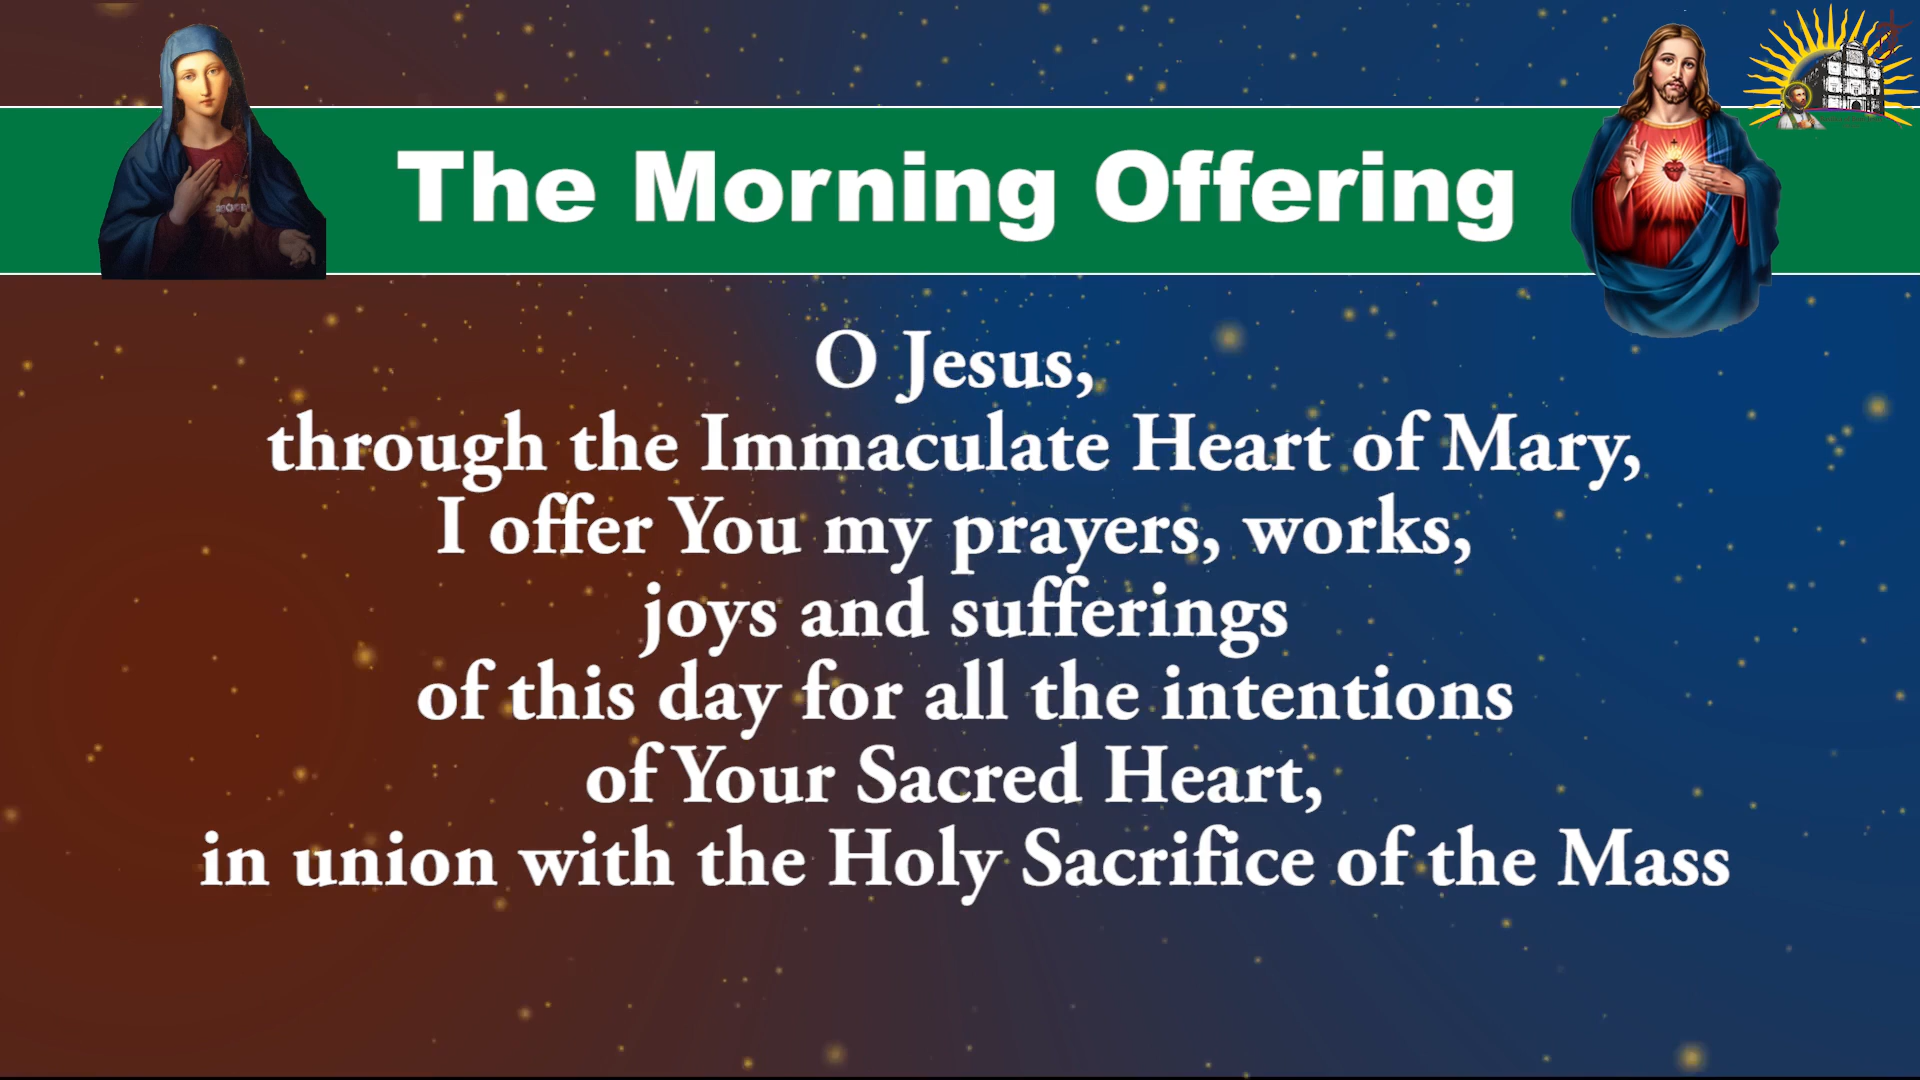 The Morning Offering
O Jesus,
through the Immaculate Heart of Mary,
I offer You my prayers, works,
joys and sufferings
of this day for all the intentions
of Your Sacred Heart,
in union with the Holy Sacrifice of the Mass